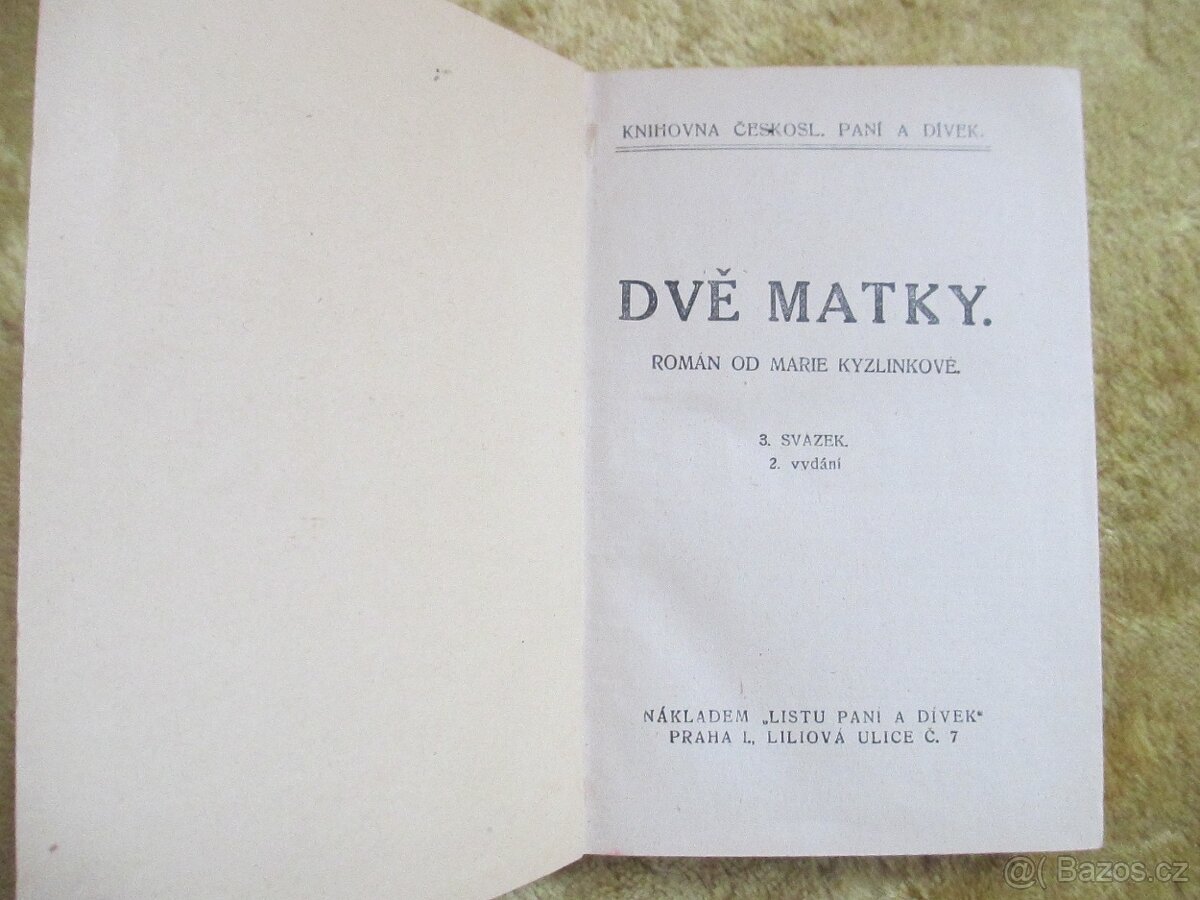 KNIHOVNA ČESKOSL. PANÍ A DÍVEK.
DVĚ MATKY.
ROMÁN OD MARIE KYZLINKOVÉ.
3. SVAZEK.
2. vydání
NÁKLADEM „LISTU PANÍ A DÍVEK"
PRAHA I., LILIOVÁ ULICE Č. 7
@( Bazos.cz